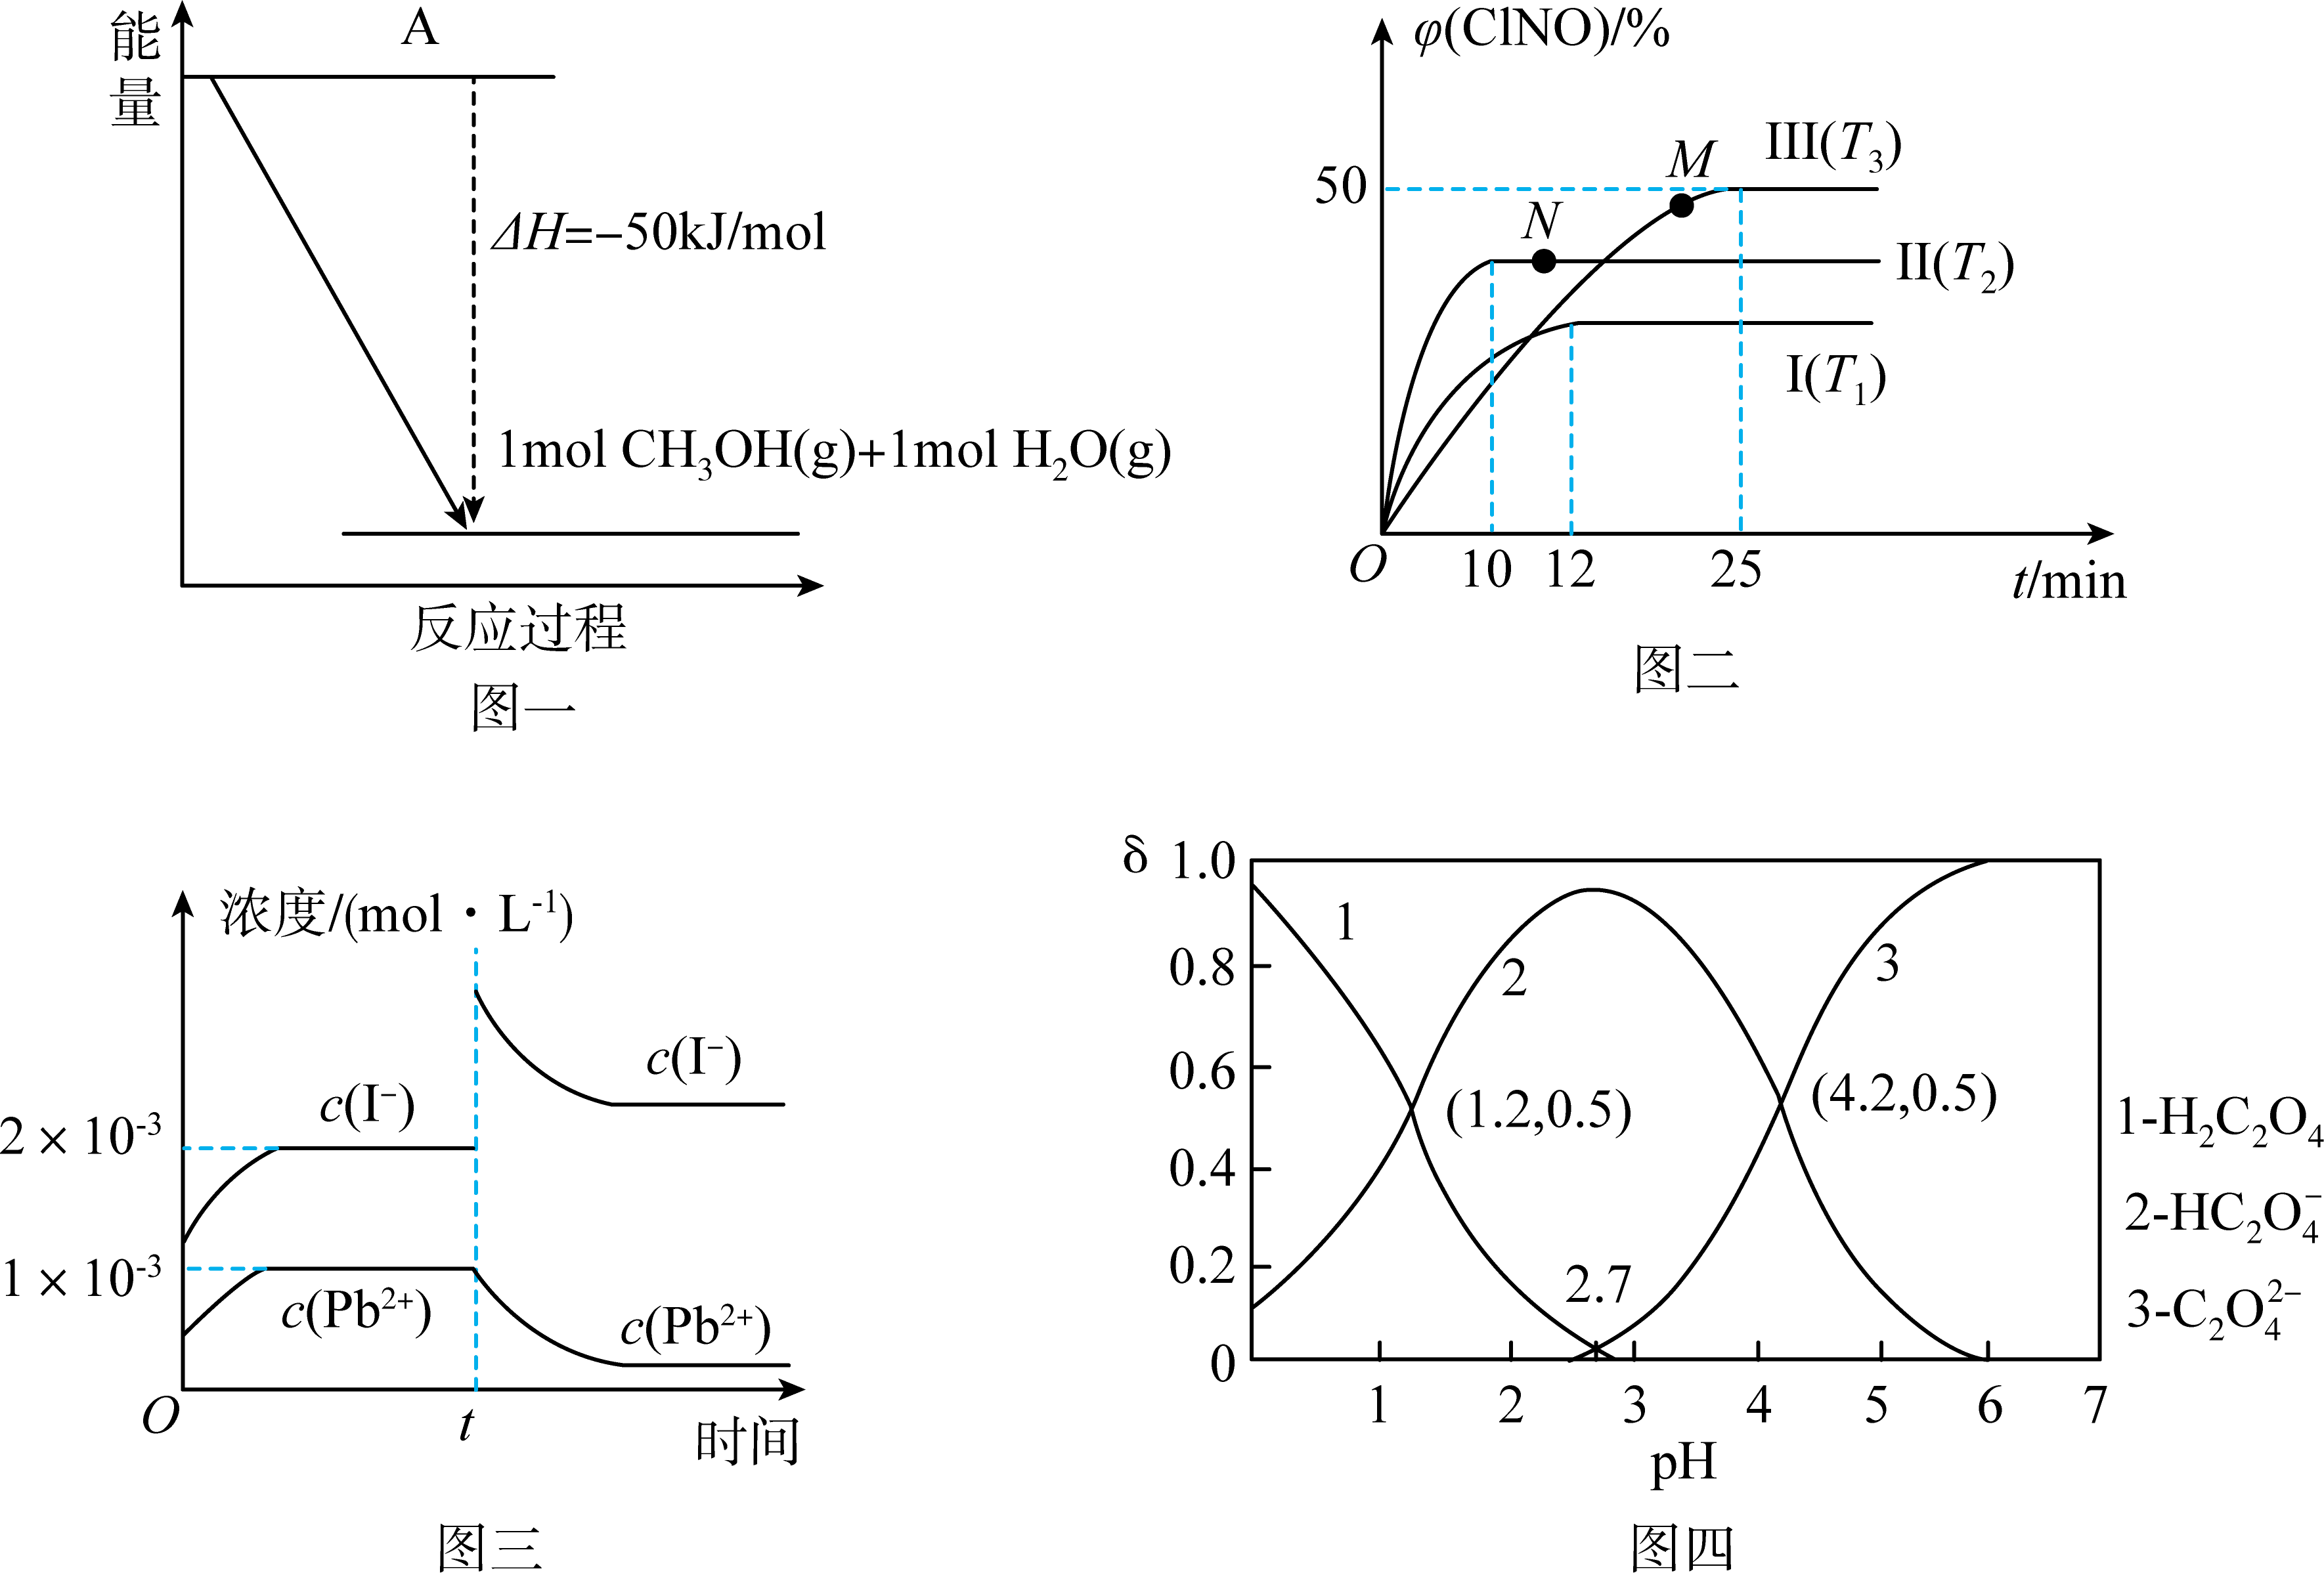 能量
A
ΔH=−50kJ/mol
1mol CH₃OH(g)+1mol H₂O(g)
反应过程
图一
φ(ClNO)/%
50
M
N
III(T₃)
II(T₂)
I(T₁)
O
10
12
25
t/min
图二
浓度/(mol・L⁻¹)
c(I⁻)
c(I⁻)
2×10⁻³
1×10⁻³
c(Pb²⁺)
c(Pb²⁺)
O
t
时间
图三
δ
1.0
0.8
0.6
0.4
0.2
0
1
2
3
(1.2,0.5)
(4.2,0.5)
2.7
1
2
3
4
5
6
7
pH
1-H₂C₂O₄
2-HC₂O₄⁻
3-C₂O₄²⁻
图四